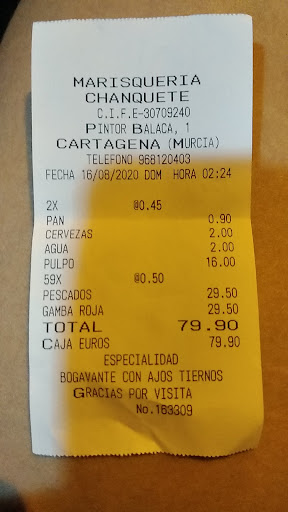 MARISQUERIA
CHANQUETE
C.I.F.E-30709240
PINTOR BALACA, 1
CARTAGENA (MURCIA)
TELEFONO 968120403
FECHA 16/08/2020 DOM HORA 02:24
2X @0.45
PAN 0.90
CERVEZAS 2.00
AGUA 2.00
PULPO 16.00
59X @0.50
PESCADOS 29.50
GAMBA ROJA 29.50
TOTAL 79.90
CAJA EUROS 79.90
ESPECIALIDAD
BOGAVANTE CON AJOS TIERNOS
GRACIAS POR VISITA
No.163309